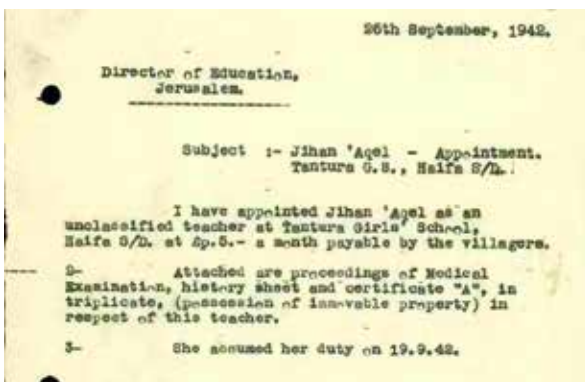 26th September, 1942.
Director of Education,
Jerusalem.
Subject :- Jihan 'Aqel - Appointment.
Tantura G.S., Haifa S/D.
I have appointed Jihan 'Aqel as an
unclassified teacher at Tantura Girls' School,
Haifa S/D. at £p.5.- a month payable by the villagers.
2- Attached are proceedings of Medical
Examination, history sheet and certificate "A", in
triplicate, (possession of immovable property) in
respect of this teacher.
3- She assumed her duty on 19.9.42.